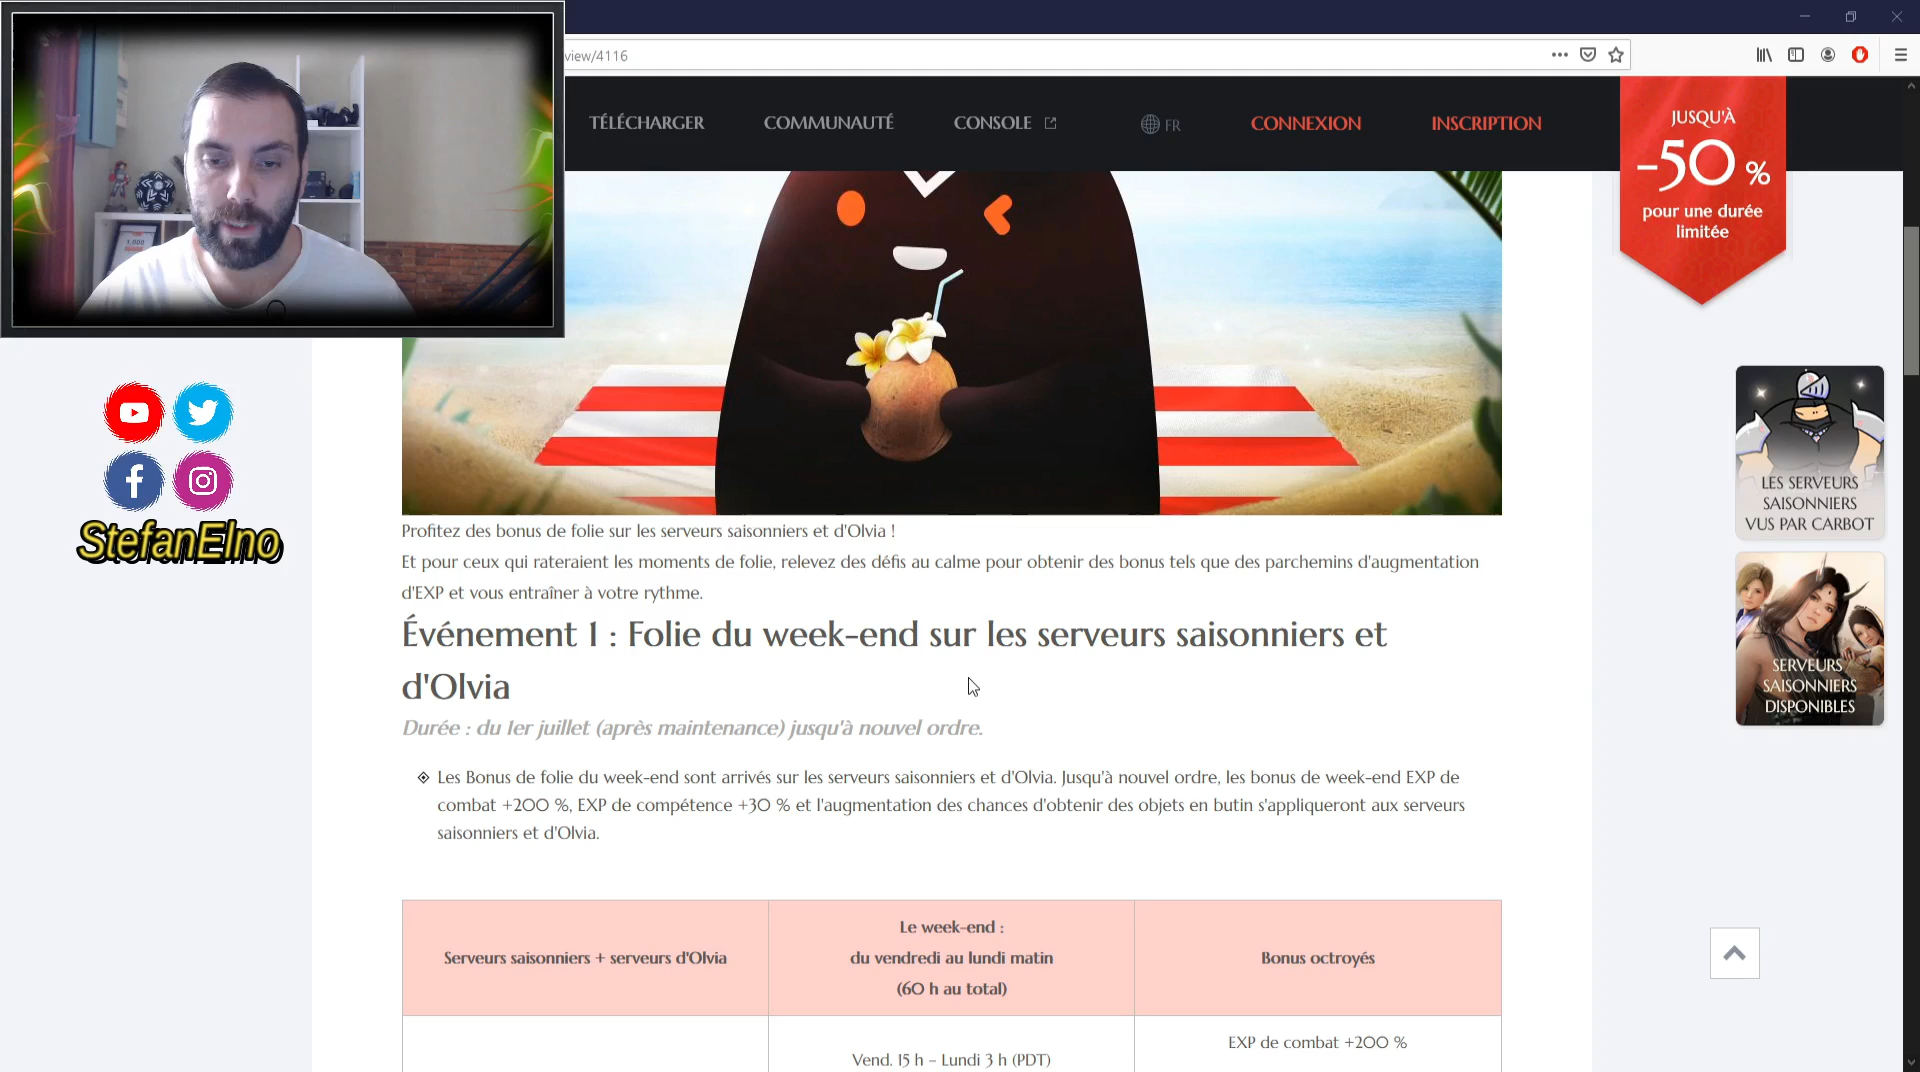 view/4116
TÉLÉCHARGER
COMMUNAUTÉ
CONSOLE
FR
CONNEXION
INSCRIPTION
JUSQU'À
-50 %
pour une durée
limitée
1,000
StefanElno
Profitez des bonus de folie sur les serveurs saisonniers et d'Olvia !
Et pour ceux qui rateraient les moments de folie, relevez des défis au calme pour obtenir des bonus tels que des parchemins d'augmentation
d'EXP et vous entraîner à votre rythme.
Événement 1 : Folie du week-end sur les serveurs saisonniers et
d'Olvia
Durée : du 1er juillet (après maintenance) jusqu'à nouvel ordre.
Les Bonus de folie du week-end sont arrivés sur les serveurs saisonniers et d'Olvia. Jusqu'à nouvel ordre, les bonus de week-end EXP de
combat +200 %, EXP de compétence +30 % et l'augmentation des chances d'obtenir des objets en butin s'appliqueront aux serveurs
saisonniers et d'Olvia.
Serveurs saisonniers + serveurs d'Olvia
Le week-end :
du vendredi au lundi matin
(60 h au total)
Bonus octroyés
Vend. 15 h – Lundi 3 h (PDT)
EXP de combat +200 %
LES SERVEURS
SAISONNIERS
VUS PAR CARBOT
SERVEURS
SAISONNIERS
DISPONIBLES